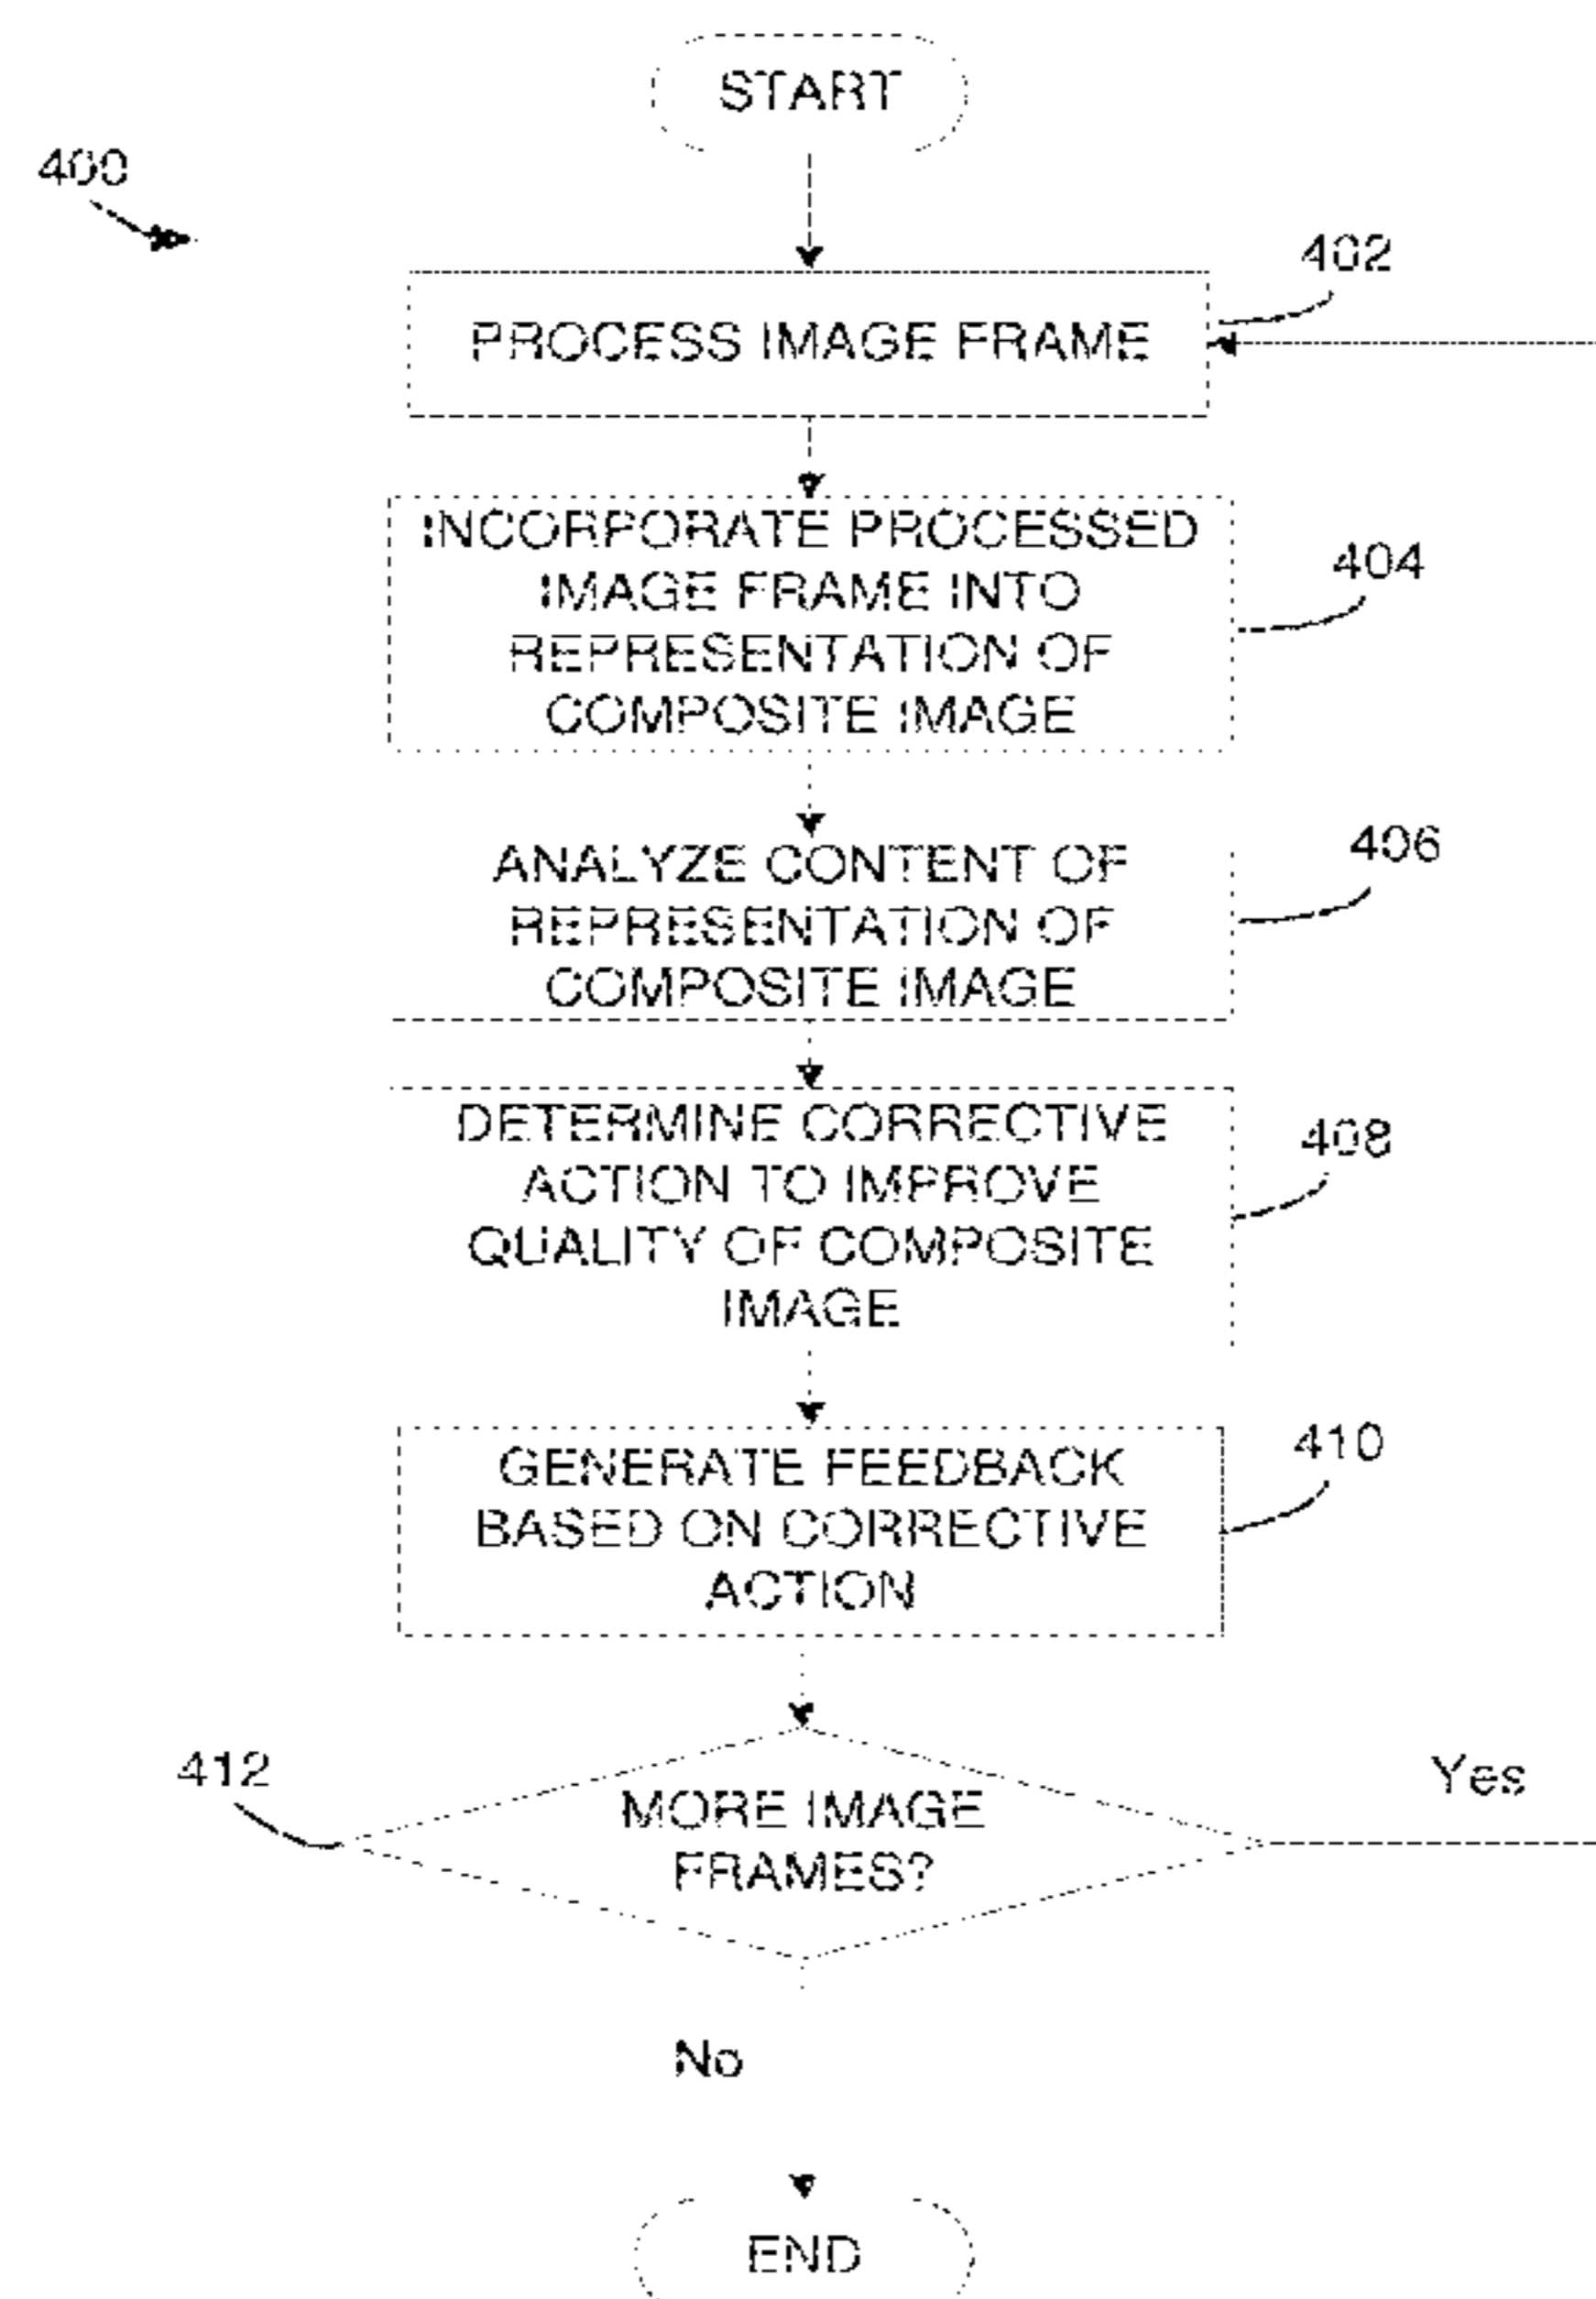 START
400
402
PROCESS IMAGE FRAME
INCORPORATE PROCESSED
IMAGE FRAME INTO
REPRESENTATION OF
COMPOSITE IMAGE
404
ANALYZE CONTENT OF
REPRESENTATION OF
COMPOSITE IMAGE
406
DETERMINE CORRECTIVE
ACTION TO IMPROVE
QUALITY OF COMPOSITE
IMAGE
408
GENERATE FEEDBACK
BASED ON CORRECTIVE
ACTION
410
412
MORE IMAGE
FRAMES?
Yes
No
END